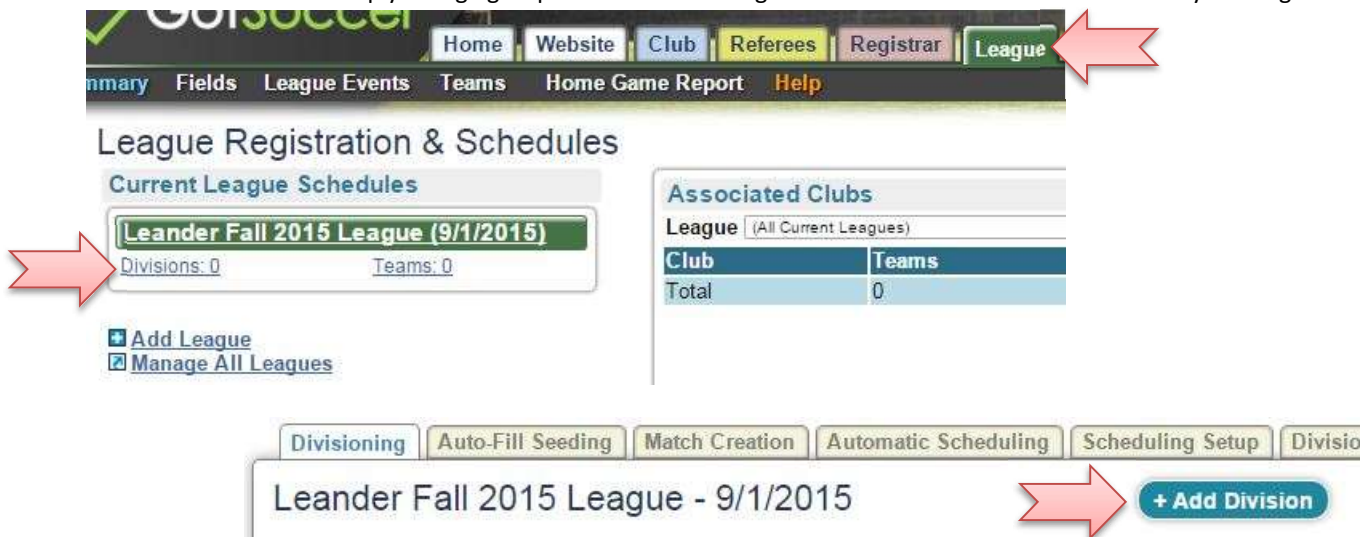 GotSoccer
Home Website Club Referees Registrar League
mmary Fields League Events Teams Home Game Report Help
League Registration & Schedules
Current League Schedules
Leander Fall 2015 League (9/1/2015)
Divisions: 0 Teams: 0
Add League
Manage All Leagues
Associated Clubs
League (All Current Leagues)
Club Teams
Total 0
Divisioning Auto-Fill Seeding Match Creation Automatic Scheduling Scheduling Setup Divisio
Leander Fall 2015 League - 9/1/2015
+ Add Division